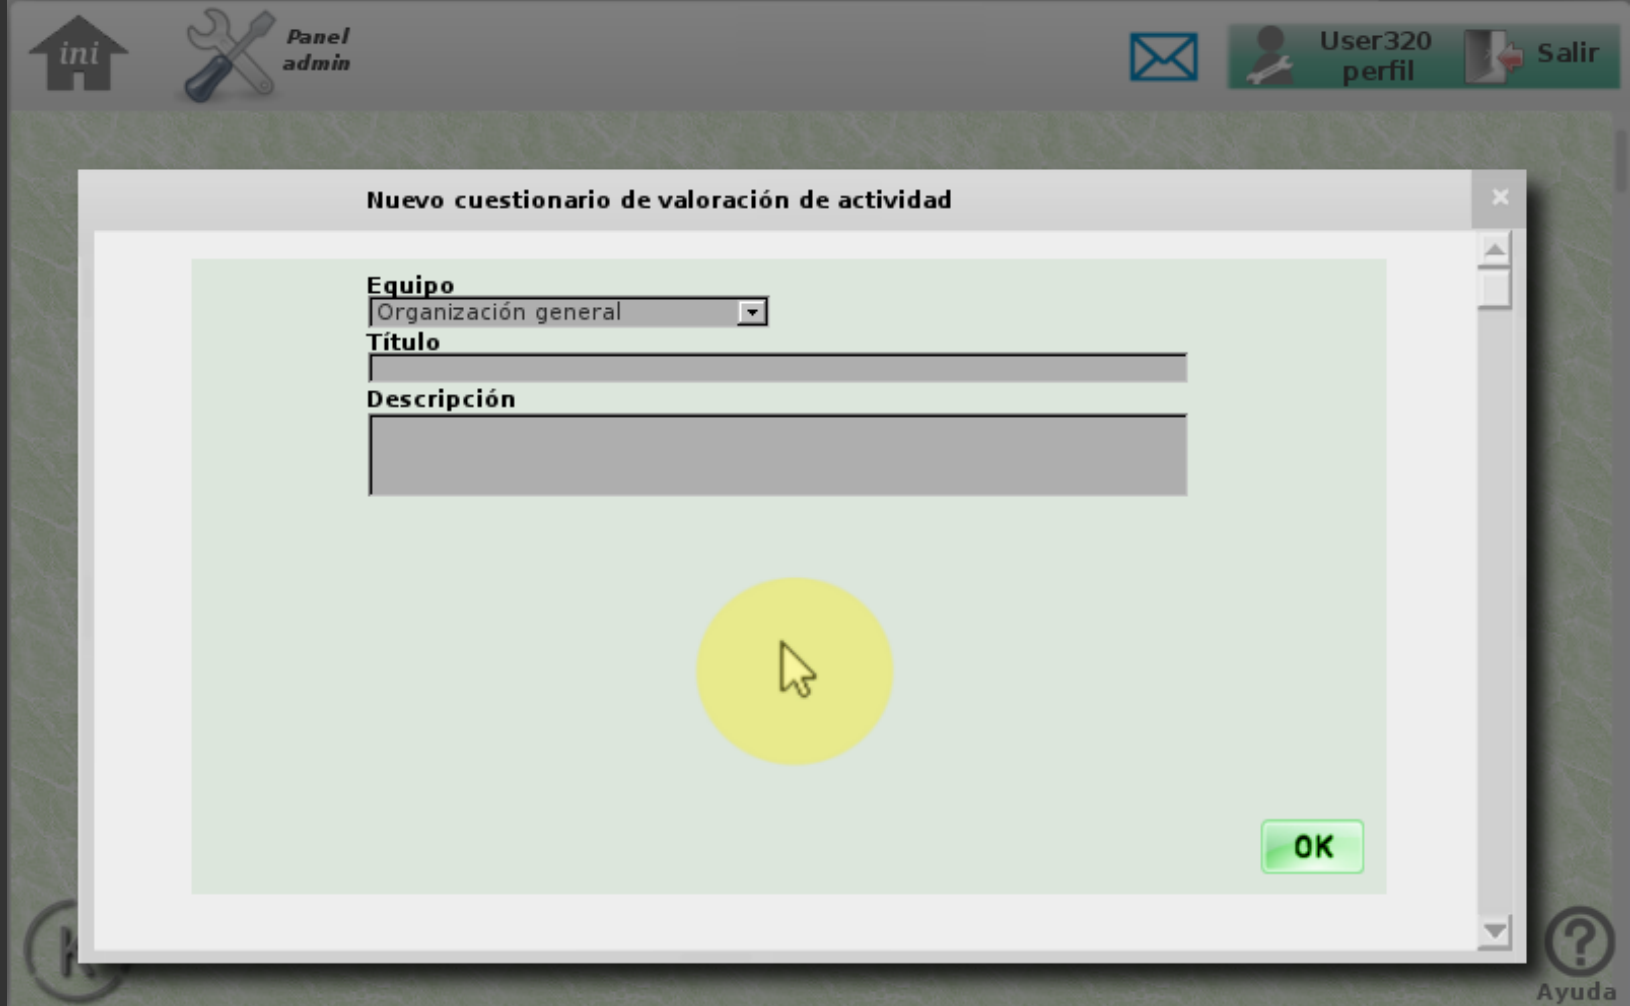 ini
Panel
admin
User320
perfil
Salir
Nuevo cuestionario de valoración de actividad
×
Equipo
Organización general
Título
Descripción
OK
K
?
Ayuda